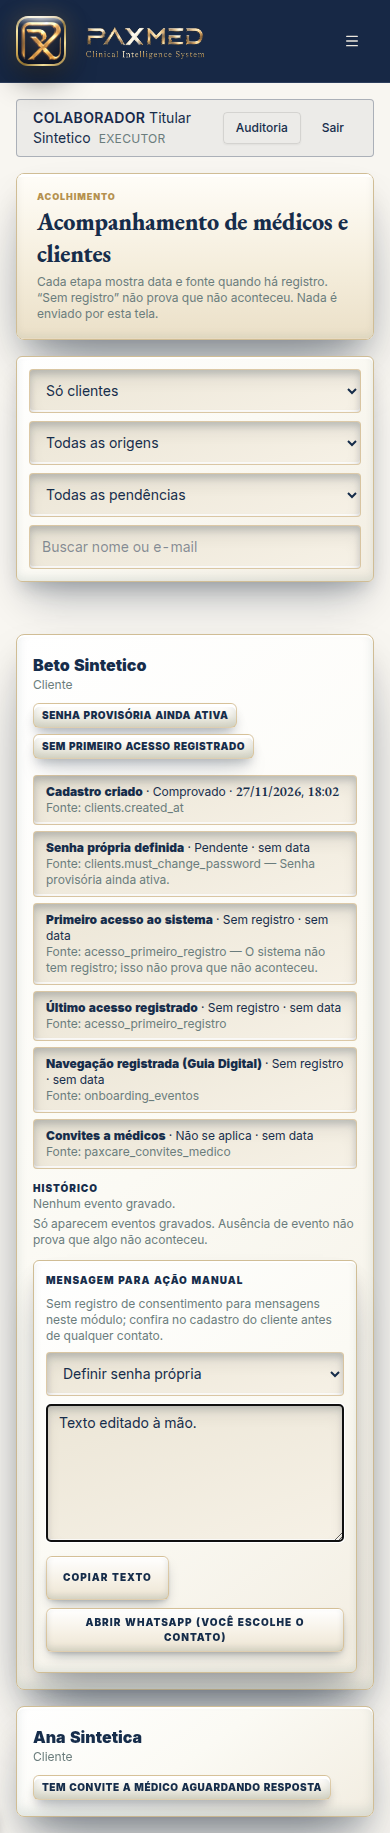 PAXMED
Clinical Intelligence System
COLABORADOR Titular
Sintetico EXECUTOR
Auditoria
Sair
ACOLHIMENTO
Acompanhamento de médicos e
clientes
Cada etapa mostra data e fonte quando há registro.
“Sem registro” não prova que não aconteceu. Nada é
enviado por esta tela.
Só clientes
Todas as origens
Todas as pendências
Buscar nome ou e-mail
Beto Sintetico
Cliente
SENHA PROVISÓRIA AINDA ATIVA
SEM PRIMEIRO ACESSO REGISTRADO
Cadastro criado · Comprovado · 27/11/2026, 18:02
Fonte: clients.created_at
Senha própria definida · Pendente · sem data
Fonte: clients.must_change_password — Senha
provisória ainda ativa.
Primeiro acesso ao sistema · Sem registro · sem
data
Fonte: acesso_primeiro_registro — O sistema não
tem registro; isso não prova que não aconteceu.
Último acesso registrado · Sem registro · sem data
Fonte: acesso_primeiro_registro
Navegação registrada (Guia Digital) · Sem registro
· sem data
Fonte: onboarding_eventos
Convites a médicos · Não se aplica · sem data
Fonte: paxcare_convites_medico
HISTÓRICO
Nenhum evento gravado.
Só aparecem eventos gravados. Ausência de evento não
prova que algo não aconteceu.
MENSAGEM PARA AÇÃO MANUAL
Sem registro de consentimento para mensagens
neste módulo; confira no cadastro do cliente antes
de qualquer contato.
Definir senha própria
Texto editado à mão.
COPIAR TEXTO
ABRIR WHATSAPP (VOCÊ ESCOLHE O
CONTATO)
Ana Sintetica
Cliente
TEM CONVITE A MÉDICO AGUARDANDO RESPOSTA